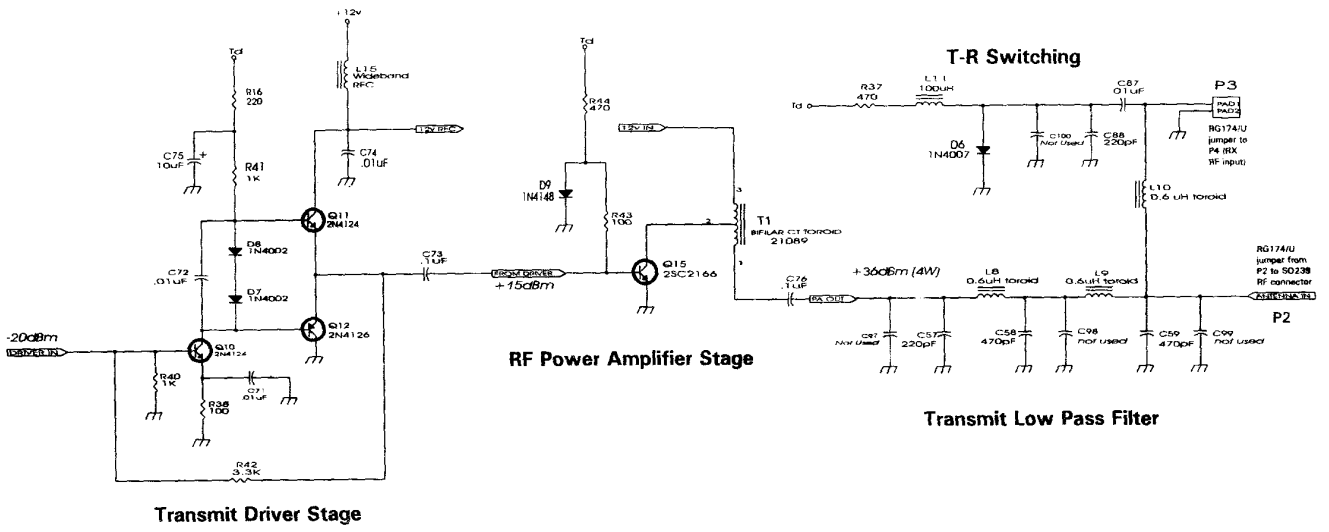 +12v
Td
L15
Wideband
RFC
R16
220
12V RFC
C75
10uF
+
R41
1K
C74
.01uF
Q11
2N4124
D8
1N4002
C72
.01uF
D7
1N4002
Q12
2N4126
-20dBm
DRIVER IN
Q10
2N4124
R40
1K
C71
.01uF
R38
100
R42
3.3K
Transmit Driver Stage
C73
.1uF
FROM DRIVER
+15dBm
Td
R44
470
12V IN
D9
1N4148
R43
100
Q15
2SC2166
3
2
1
T1
BIFILAR CT TOROID
21089
C76
.1uF
PA OUT
RF Power Amplifier Stage
T-R Switching
Td
R37
470
L11
100uH
C87
.01uF
P3
PAD1
PAD2
RG174/U
jumper to
P4 (RX
RF input)
D6
1N4007
C100
Not Used
C88
220pF
L10
0.6 uH toroid
+36dBm (4W)
L8
0.6uH toroid
L9
0.6uH toroid
RG174/U
jumper from
P2 to SO239
RF connector
ANTENNA IN
P2
C97
Not Used
C57
220pF
C58
470pF
C98
not used
C59
470pF
C99
not used
Transmit Low Pass Filter